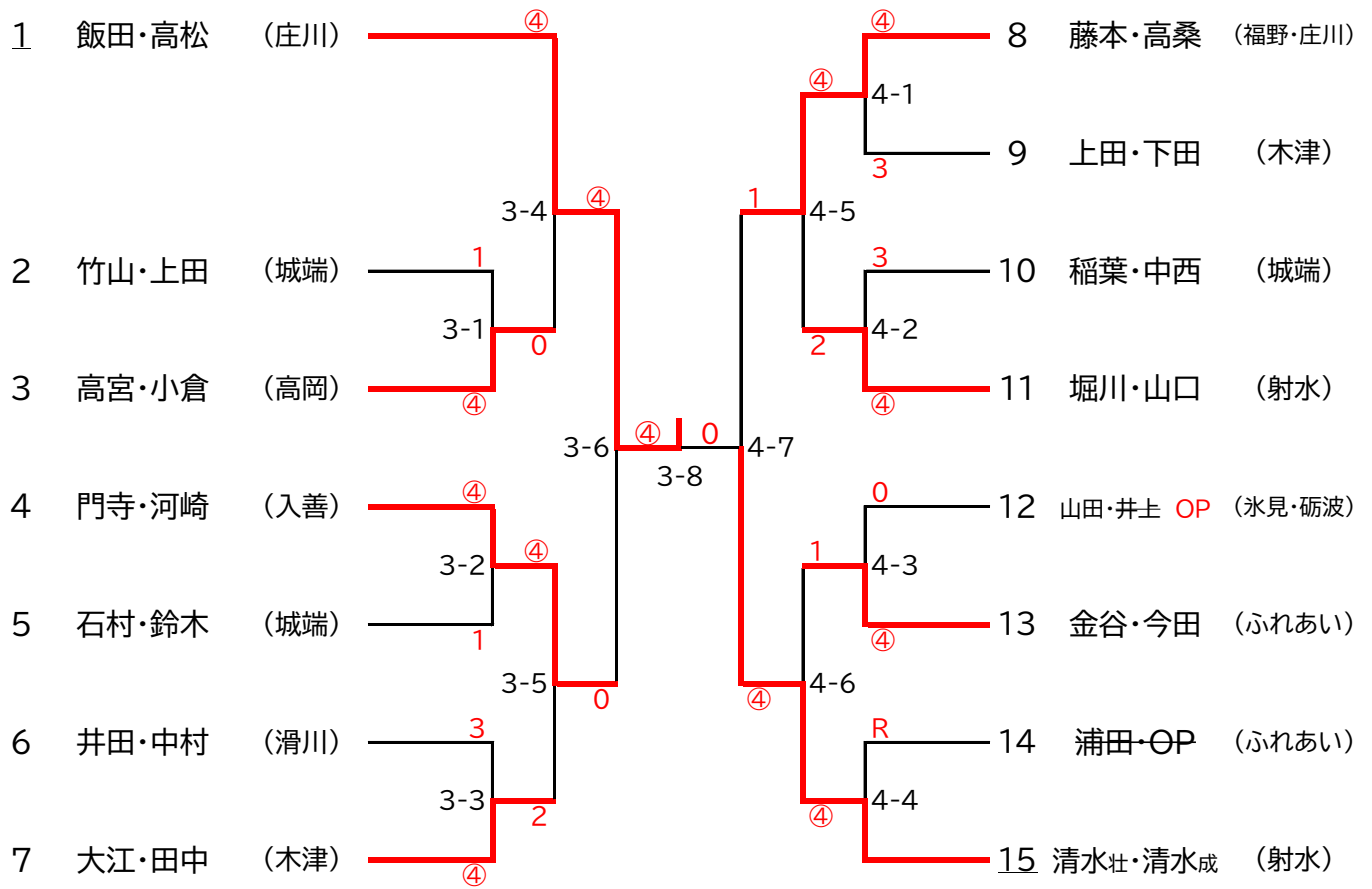 1 飯田・高松 (庄川)
④
3-4
④
2 竹山・上田 (城端)
1
3-1
0
3 高宮・小倉 (高岡)
④
3-6
④
0
3-8
4 門寺・河崎 (入善)
④
3-2
④
5 石村・鈴木 (城端)
1
3-5
0
6 井田・中村 (滑川)
3
3-3
2
7 大江・田中 (木津)
④
④
8 藤本・高桑 (福野・庄川)
④
4-1
9 上田・下田 (木津)
3
1
4-5
3
10 稲葉・中西 (城端)
4-2
2
11 堀川・山口 (射水)
④
4-7
0
12 山田・井上 OP (氷見・砺波)
1
4-3
13 金谷・今田 (ふれあい)
④
4-6
④
R
14 浦田・OP (ふれあい)
4-4
④
15 清水壮・清水成 (射水)